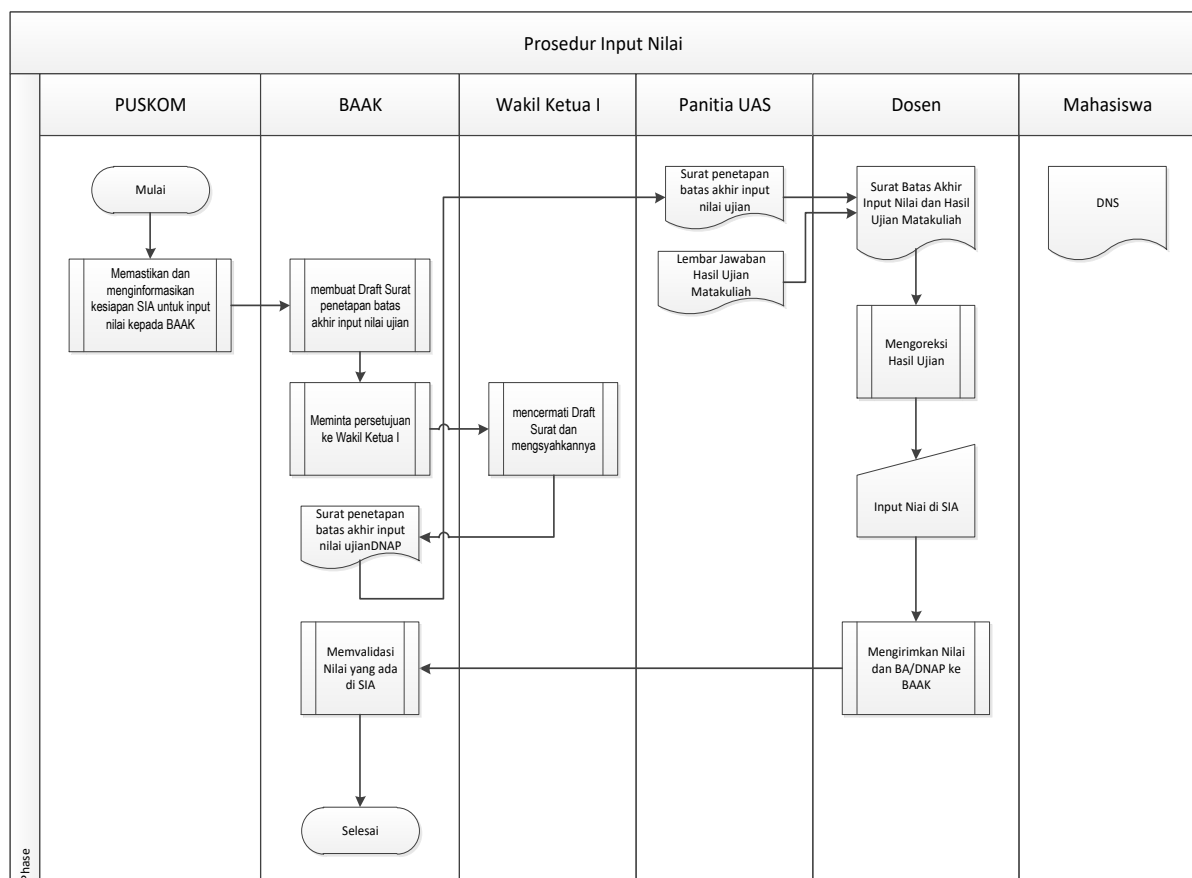 Prosedur Input Nilai
PUSKOM
BAAK
Wakil Ketua I
Panitia UAS
Dosen
Mahasiswa
Mulai
Memastikan dan
menginformasikan
kesiapan SIA untuk input
nilai kepada BAAK
membuat Draft Surat
penetapan batas
akhir input nilai ujian
Meminta persetujuan
ke Wakil Ketua I
mencermati Draft
Surat dan
mengsyahkannya
Surat penetapan
batas akhir input
nilai ujianDNAP
Surat penetapan
batas akhir input
nilai ujian
Lembar Jawaban
Hasil Ujian
Matakuliah
Surat Batas Akhir
Input Nilai dan Hasil
Ujian Matakuliah
DNS
Mengoreksi
Hasil Ujian
Input Niai di SIA
Mengirimkan Nilai
dan BA/DNAP ke
BAAK
Memvalidasi
Nilai yang ada
di SIA
Selesai
Phase